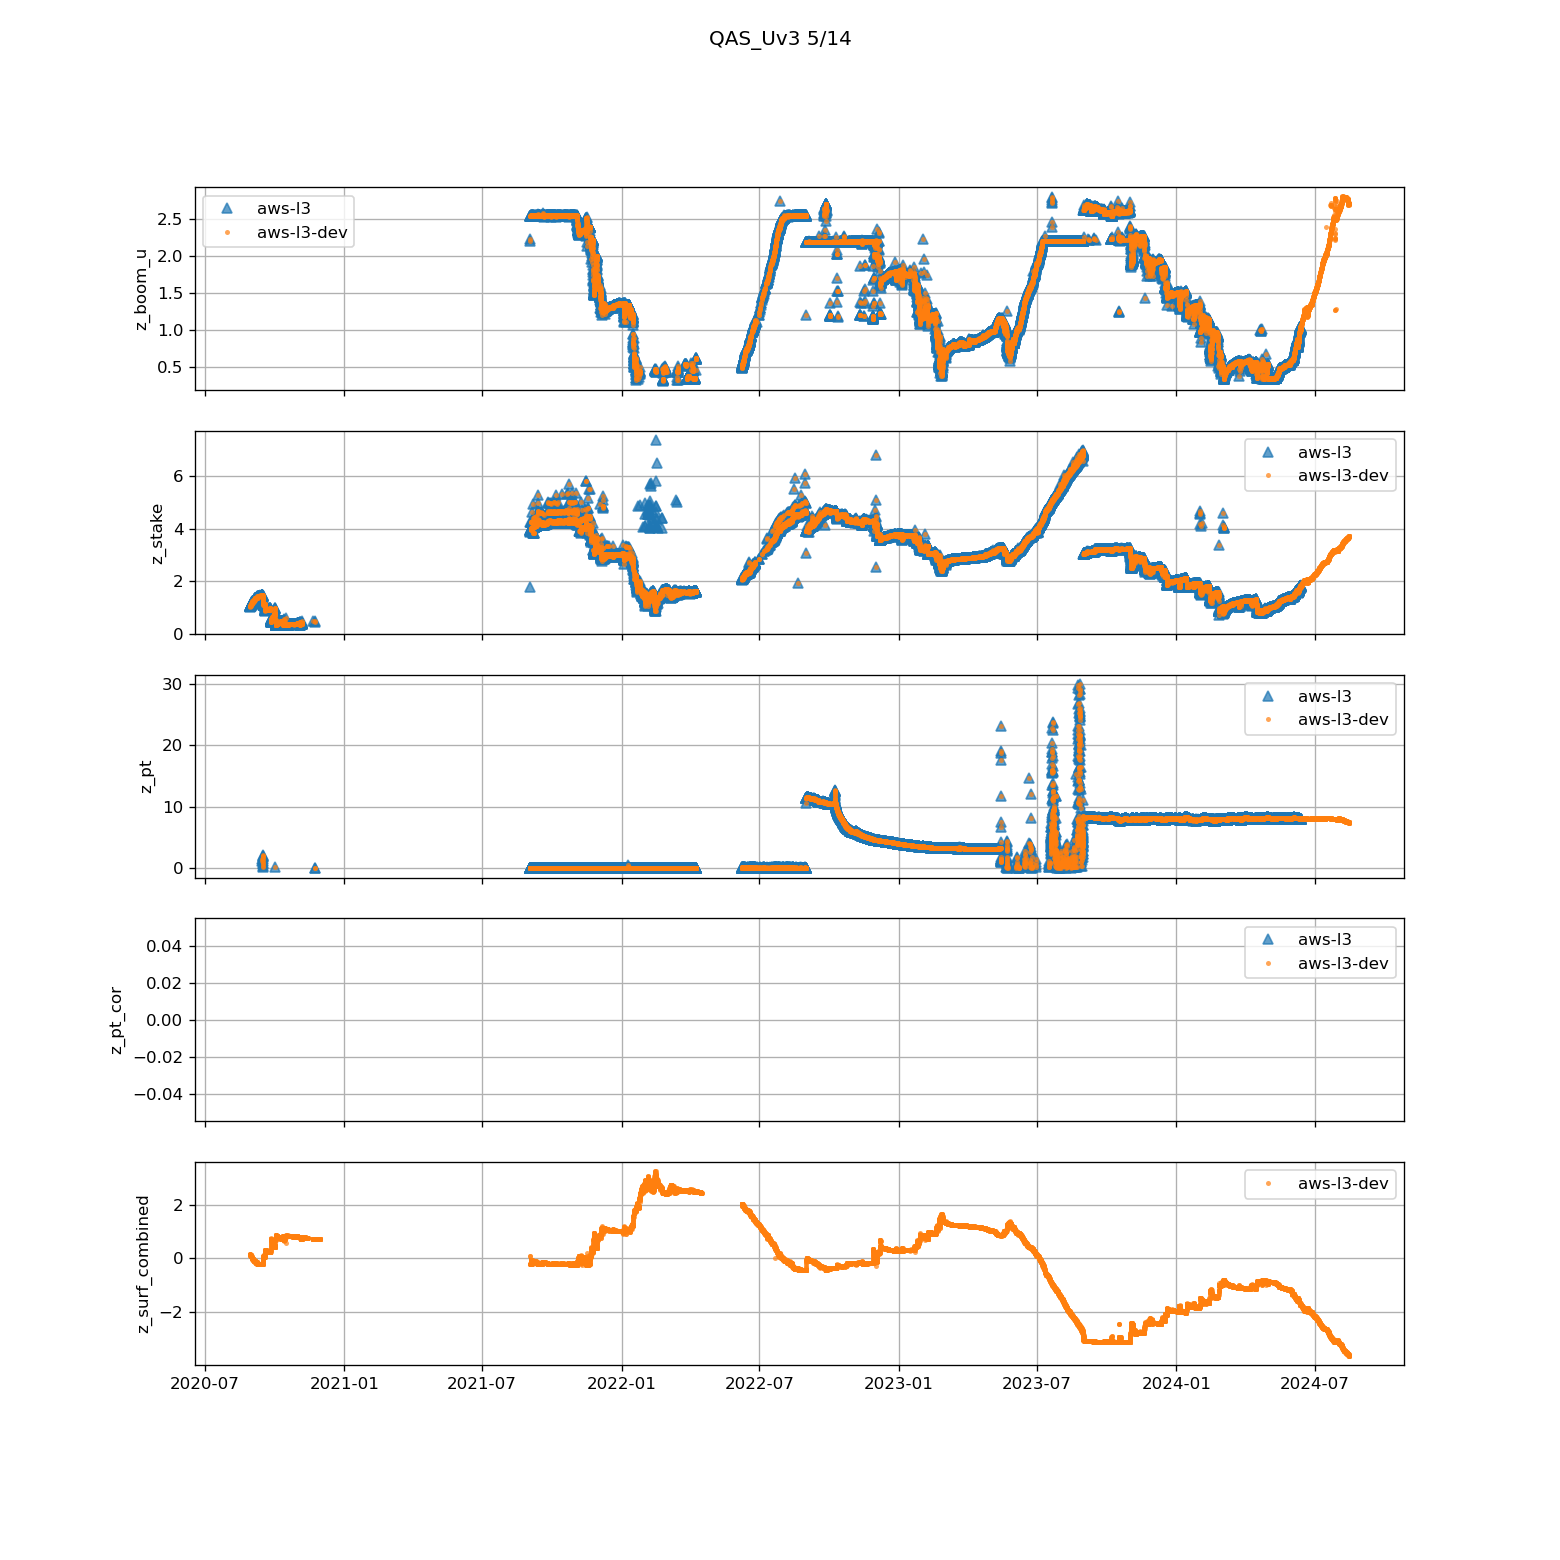 QAS_Uv3 5/14
z_boom_u
2.5
2.0
1.5
1.0
0.5
aws-l3
aws-l3-dev
z_stake
6
4
2
0
aws-l3
aws-l3-dev
z_pt
30
20
10
0
aws-l3
aws-l3-dev
z_pt_cor
0.04
0.02
0.00
−0.02
−0.04
aws-l3
aws-l3-dev
z_surf_combined
2
0
−2
aws-l3-dev
2020-07 2021-01 2021-07 2022-01 2022-07 2023-01 2023-07 2024-01 2024-07